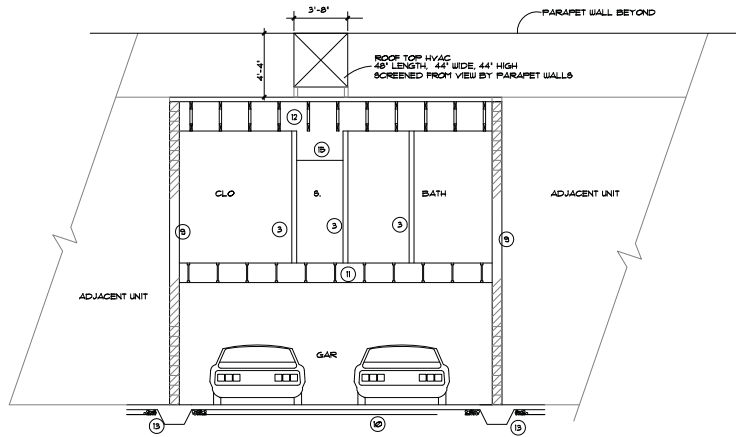 3'-8"
PARAPET WALL BEYOND
4'-4"
ROOF TOP HVAC
48" LENGTH, 44" WIDE, 44" HIGH
SCREENED FROM VIEW BY PARAPET WALLS
12
15
CLO
S.
BATH
ADJACENT UNIT
9
3
3
3
9
11
ADJACENT UNIT
GAR
13
10
13